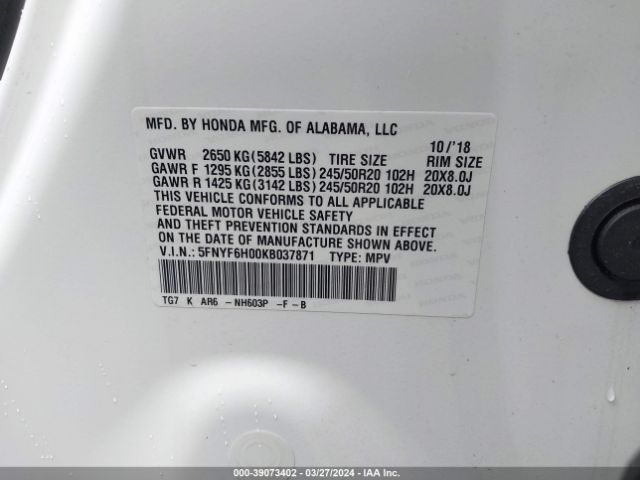 MFD. BY HONDA MFG. OF ALABAMA, LLC 10/'18
GVWR 2650 KG(5842 LBS) TIRE SIZE RIM SIZE
GAWR F 1295 KG(2855 LBS)245/50R20 102H 20X8.0J
GAWR R 1425 KG(3142 LBS)245/50R20 102H 20X8.0J
THIS VEHICLE CONFORMS TO ALL APPLICABLE
FEDERAL MOTOR VEHICLE SAFETY
AND THEFT PREVENTION STANDARDS IN EFFECT
ON THE DATE OF MANUFACTURE SHOWN ABOVE.
V.I.N.: 5FNYF6H00KB037871 TYPE: MPV
TG7 K AR6 -NH603P -F -B
000-39073402 - 03/27/2024 - IAA, Inc.